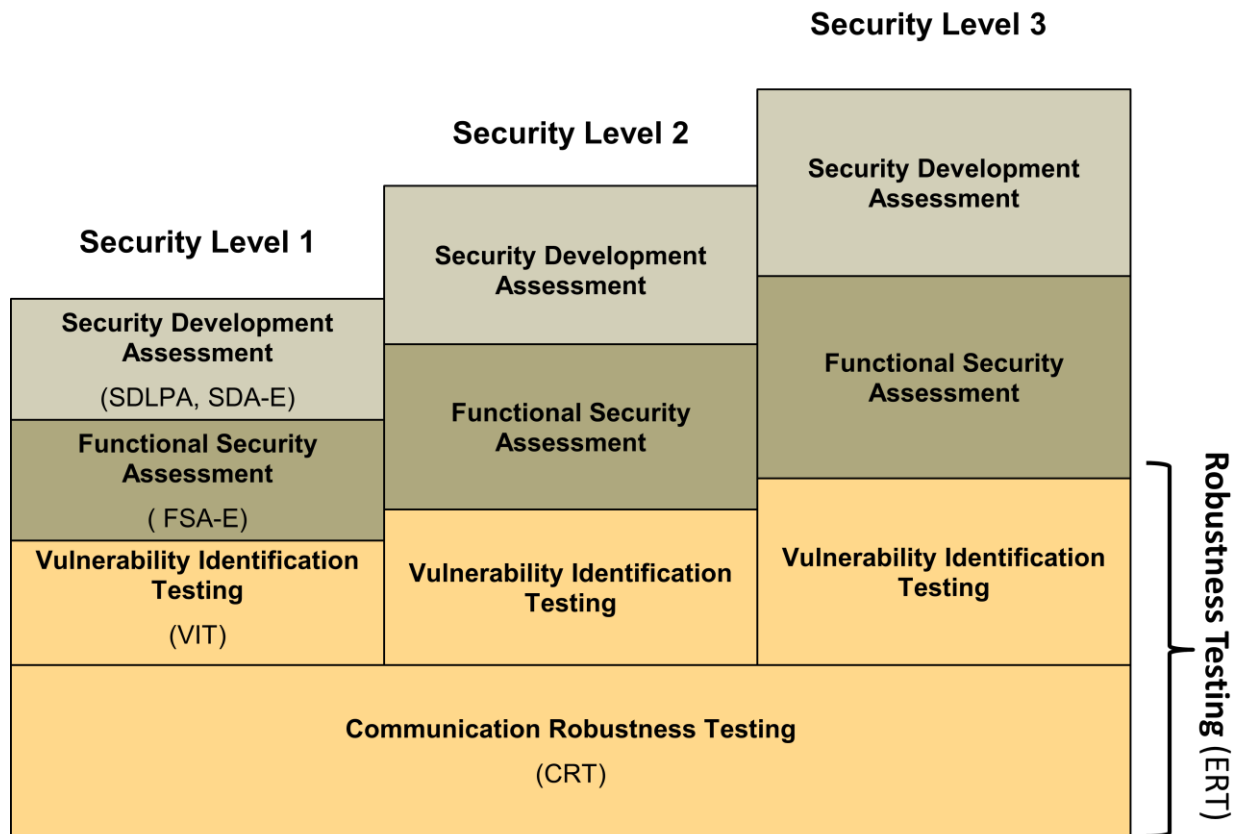 Security Level 1
Security Development
Assessment
(SDLPA, SDA-E)
Functional Security
Assessment
( FSA-E)
Vulnerability Identification
Testing
(VIT)
Security Level 2
Security Development
Assessment
Functional Security
Assessment
Vulnerability Identification
Testing
Security Level 3
Security Development
Assessment
Functional Security
Assessment
Vulnerability Identification
Testing
Communication Robustness Testing
(CRT)
Robustness Testing (ERT)